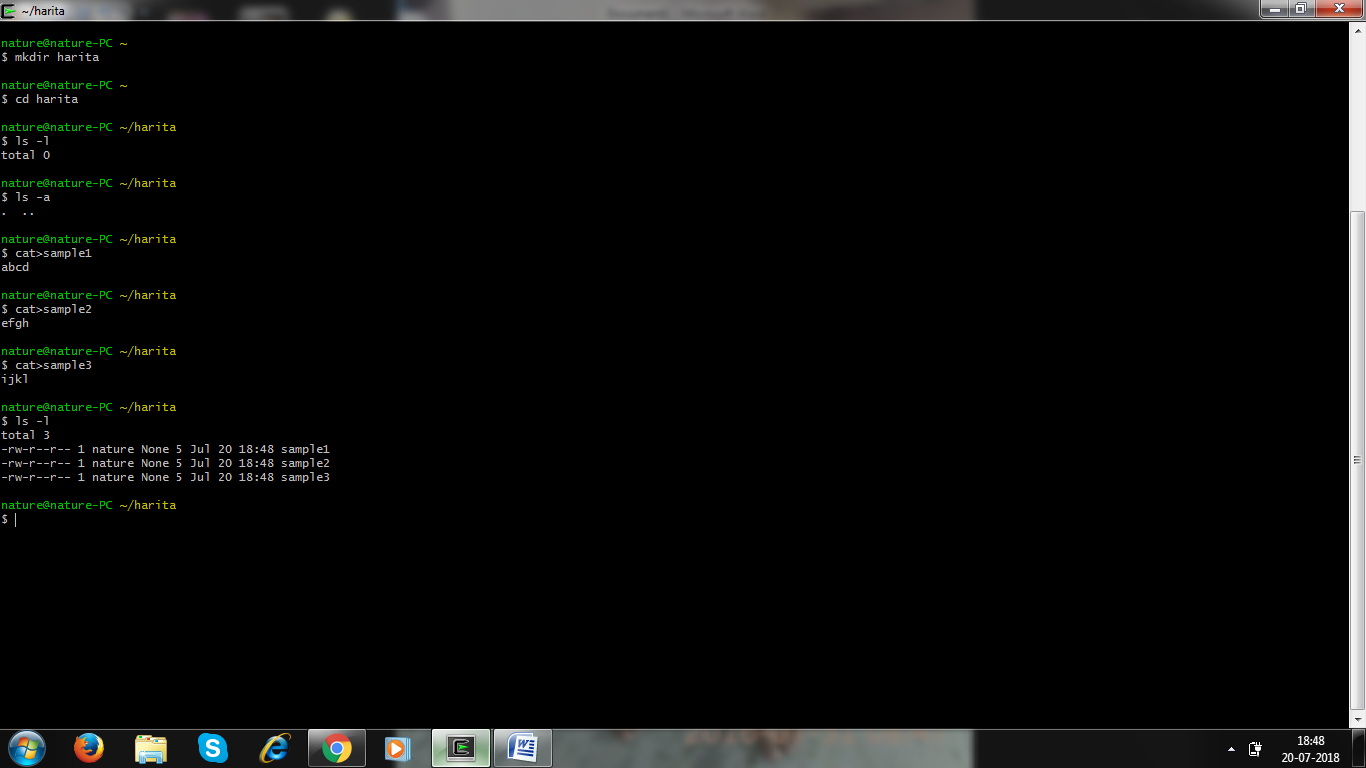 ~/harita
nature@nature-PC ~
$ mkdir harita
nature@nature-PC ~
$ cd harita
nature@nature-PC ~/harita
$ ls -l
total 0
nature@nature-PC ~/harita
$ ls -a
.  ..
nature@nature-PC ~/harita
$ cat>sample1
abcd
nature@nature-PC ~/harita
$ cat>sample2
efgh
nature@nature-PC ~/harita
$ cat>sample3
ijkl
nature@nature-PC ~/harita
$ ls -l
total 3
-rw-r--r-- 1 nature None 5 Jul 20 18:48 sample1
-rw-r--r-- 1 nature None 5 Jul 20 18:48 sample2
-rw-r--r-- 1 nature None 5 Jul 20 18:48 sample3
nature@nature-PC ~/harita
$
18:48
20-07-2018